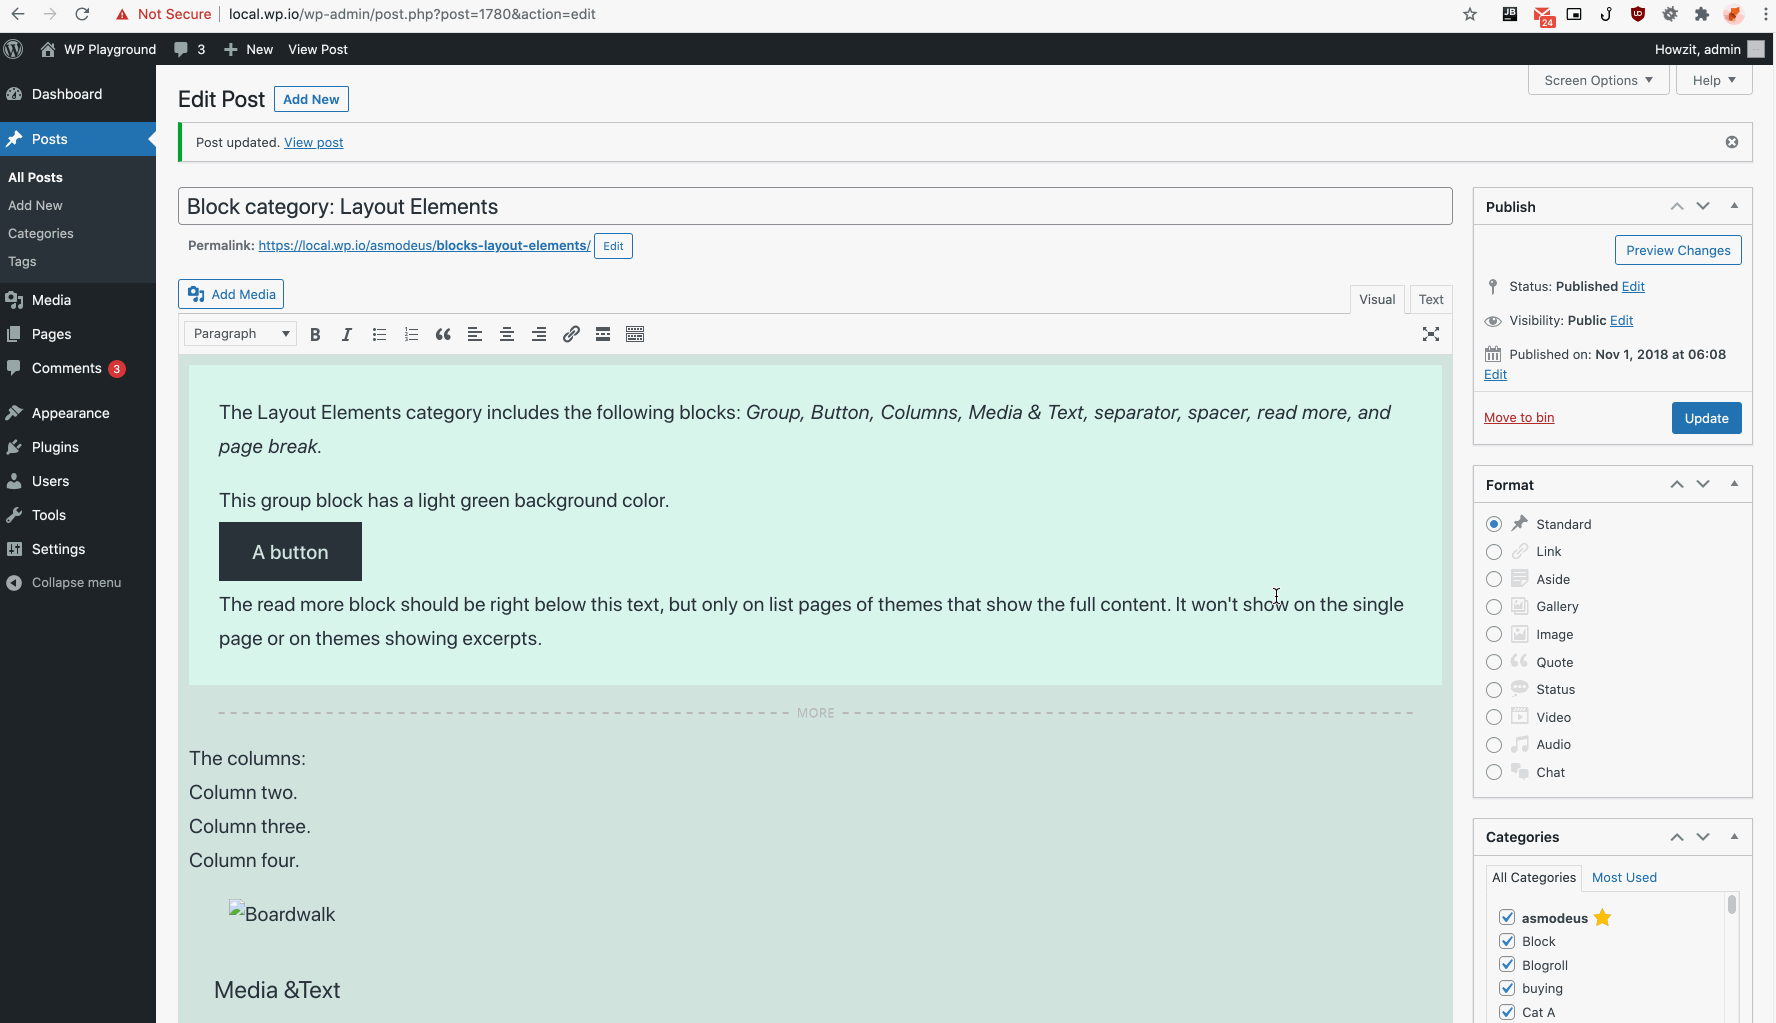 Not Secure local.wp.io/wp-admin/post.php?post=1780&action=edit
JB
24
WP Playground 3 New View Post
Howzit, admin
Dashboard
Posts
All Posts
Add New
Categories
Tags
Media
Pages
Comments 3
Appearance
Plugins
Users
Tools
Settings
Collapse menu
Screen Options
Help
Edit Post Add New
Post updated. View post
Block category: Layout Elements
Permalink: https://local.wp.io/asmodeus/blocks-layout-elements/ Edit
Add Media
Visual Text
Paragraph
The Layout Elements category includes the following blocks: Group, Button, Columns, Media & Text, separator, spacer, read more, and
page break.
This group block has a light green background color.
A button
The read more block should be right below this text, but only on list pages of themes that show the full content. It won't show on the single
page or on themes showing excerpts.
MORE
The columns:
Column two.
Column three.
Column four.
Boardwalk
Media &Text
Publish
Preview Changes
Status: Published Edit
Visibility: Public Edit
Published on: Nov 1, 2018 at 06:08
Edit
Move to bin
Update
Format
Standard
Link
Aside
Gallery
Image
Quote
Status
Video
Audio
Chat
Categories
All Categories Most Used
asmodeus
Block
Blogroll
buying
Cat A